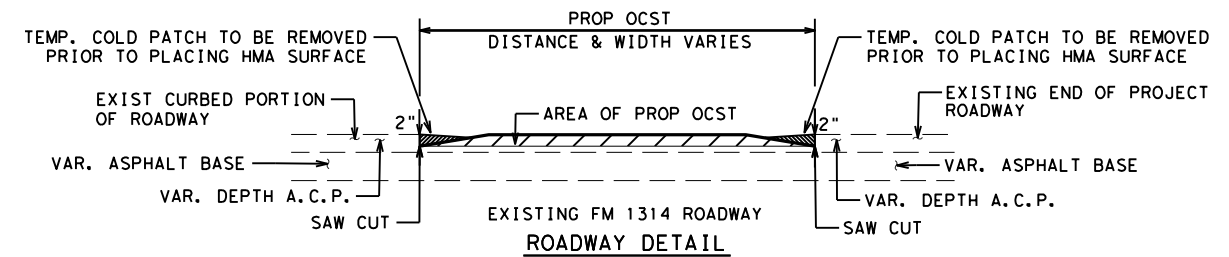 PROP OCST
DISTANCE & WIDTH VARIES
TEMP. COLD PATCH TO BE REMOVED
PRIOR TO PLACING HMA SURFACE
TEMP. COLD PATCH TO BE REMOVED
PRIOR TO PLACING HMA SURFACE
EXIST CURBED PORTION
OF ROADWAY
2"
AREA OF PROP OCST
2"
EXISTING END OF PROJECT
ROADWAY
VAR. ASPHALT BASE
VAR. ASPHALT BASE
VAR. DEPTH A.C.P.
VAR. DEPTH A.C.P.
SAW CUT
EXISTING FM 1314 ROADWAY
SAW CUT
ROADWAY DETAIL